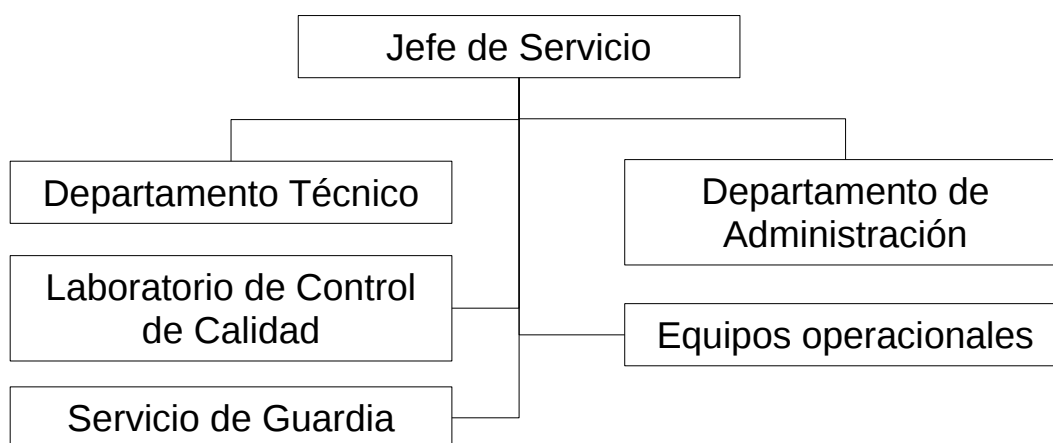 Jefe de Servicio
Departamento Técnico
Departamento de
Administración
Laboratorio de Control
de Calidad
Equipos operacionales
Servicio de Guardia